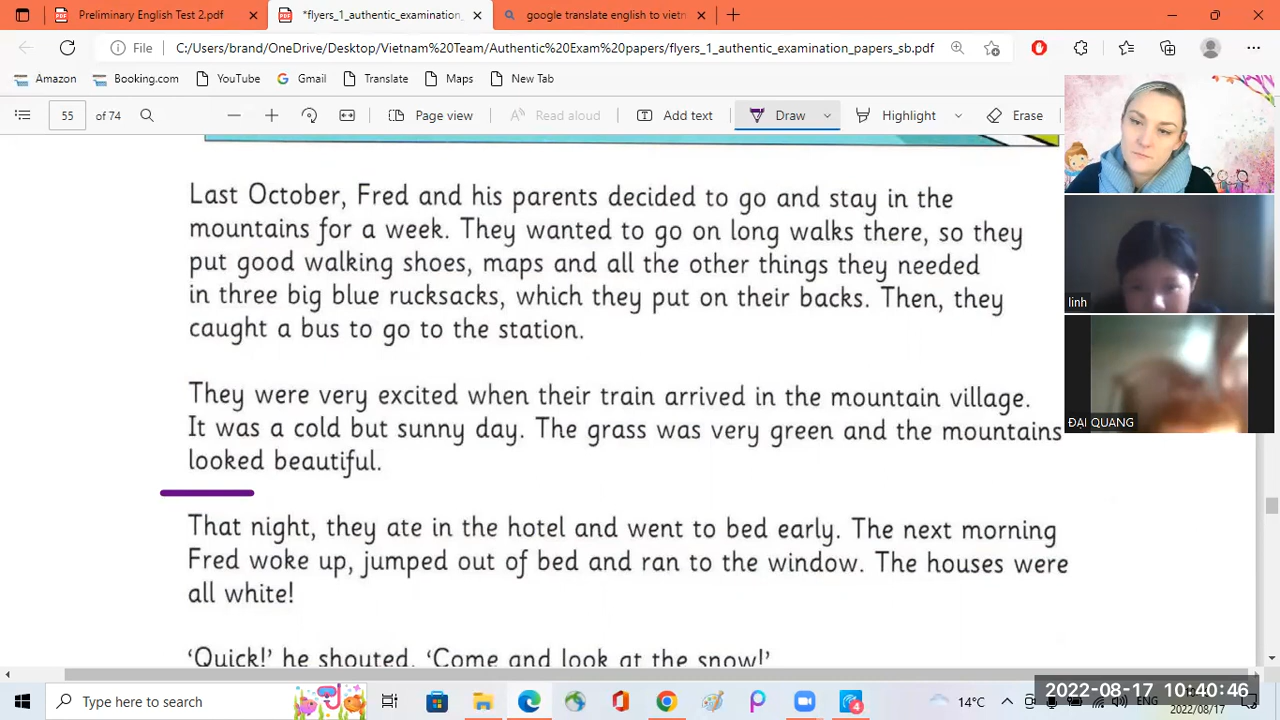 Preliminary English Test 2.pdf
*flyers_1_authentic_examination_
google translate english to vietn
File
C:/Users/brand/OneDrive/Desktop/Vietnam%20Team/Authentic%20Exam%20papers/flyers_1_authentic_examination_papers_sb.pdf
Amazon
Booking.com
YouTube
Gmail
Translate
Maps
New Tab
55 of 74
Page view
Read aloud
Add text
Draw
Highlight
Erase
Last October, Fred and his parents decided to go and stay in the
mountains for a week. They wanted to go on long walks there, so they
put good walking shoes, maps and all the other things they needed
in three big blue rucksacks, which they put on their backs. Then, they
caught a bus to go to the station.
They were very excited when their train arrived in the mountain village.
It was a cold but sunny day. The grass was very green and the mountains
looked beautiful.
That night, they ate in the hotel and went to bed early. The next morning
Fred woke up, jumped out of bed and ran to the window. The houses were
all white!
‘Quick!’ he shouted. ‘Come and look at the snow!’
linh
ĐAI QUANG
Type here to search
4
14°C
ENG
2022-08-17 10:40:46
2022/08/17